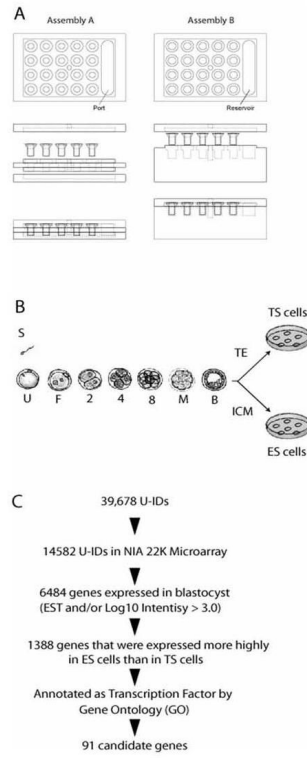 A
Assembly A
Assembly B
Port
Reservoir
B
S
TS cells
TE
U F 2 4 8 M B
ICM
ES cells
C
39,678 U-IDs
14582 U-IDs in NIA 22K Microarray
6484 genes expressed in blastocyst
(EST and/or Log10 Intentisy > 3.0)
1388 genes that were expressed more highly
in ES cells than in TS cells
Annotated as Transcription Factor by
Gene Ontology (GO)
91 candidate genes